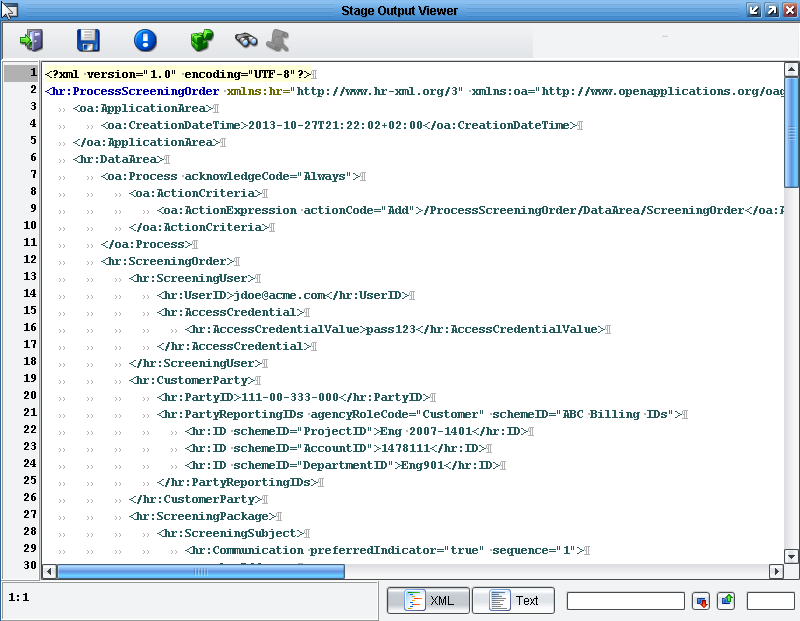 Stage Output Viewer
1 <?xml version="1.0" encoding="UTF-8"?>¶
2 <hr:ProcessScreeningOrder xmlns:hr="http://www.hr-xml.org/3" xmlns:oa="http://www.openapplications.org/oag
3 <oa:ApplicationArea>¶
4 <oa:CreationDateTime>2013-10-27T21:22:02+02:00</oa:CreationDateTime>¶
5 </oa:ApplicationArea>¶
6 <hr:DataArea>¶
7 <oa:Process acknowledgeCode="Always">¶
8 <oa:ActionCriteria>¶
9 <oa:ActionExpression actionCode="Add">/ProcessScreeningOrder/DataArea/ScreeningOrder</oa:A
10 </oa:ActionCriteria>¶
11 </oa:Process>¶
12 <hr:ScreeningOrder>¶
13 <hr:ScreeningUser>¶
14 <hr:UserID>jdoe@acme.com</hr:UserID>¶
15 <hr:AccessCredential>¶
16 <hr:AccessCredentialValue>pass123</hr:AccessCredentialValue>¶
17 </hr:AccessCredential>¶
18 </hr:ScreeningUser>¶
19 <hr:CustomerParty>¶
20 <hr:PartyID>111-00-333-000</hr:PartyID>¶
21 <hr:PartyReportingIDs agencyRoleCode="Customer" schemeID="ABC Billing IDs">¶
22 <hr:ID schemeID="ProjectID">Eng 2007-1401</hr:ID>¶
23 <hr:ID schemeID="AccountID">1478111</hr:ID>¶
24 <hr:ID schemeID="DepartmentID">Eng901</hr:ID>¶
25 </hr:PartyReportingIDs>¶
26 </hr:CustomerParty>¶
27 <hr:ScreeningPackage>¶
28 <hr:ScreeningSubject>¶
29 <hr:Communication preferredIndicator="true" sequence="1">¶
30
1:1
XML
Text